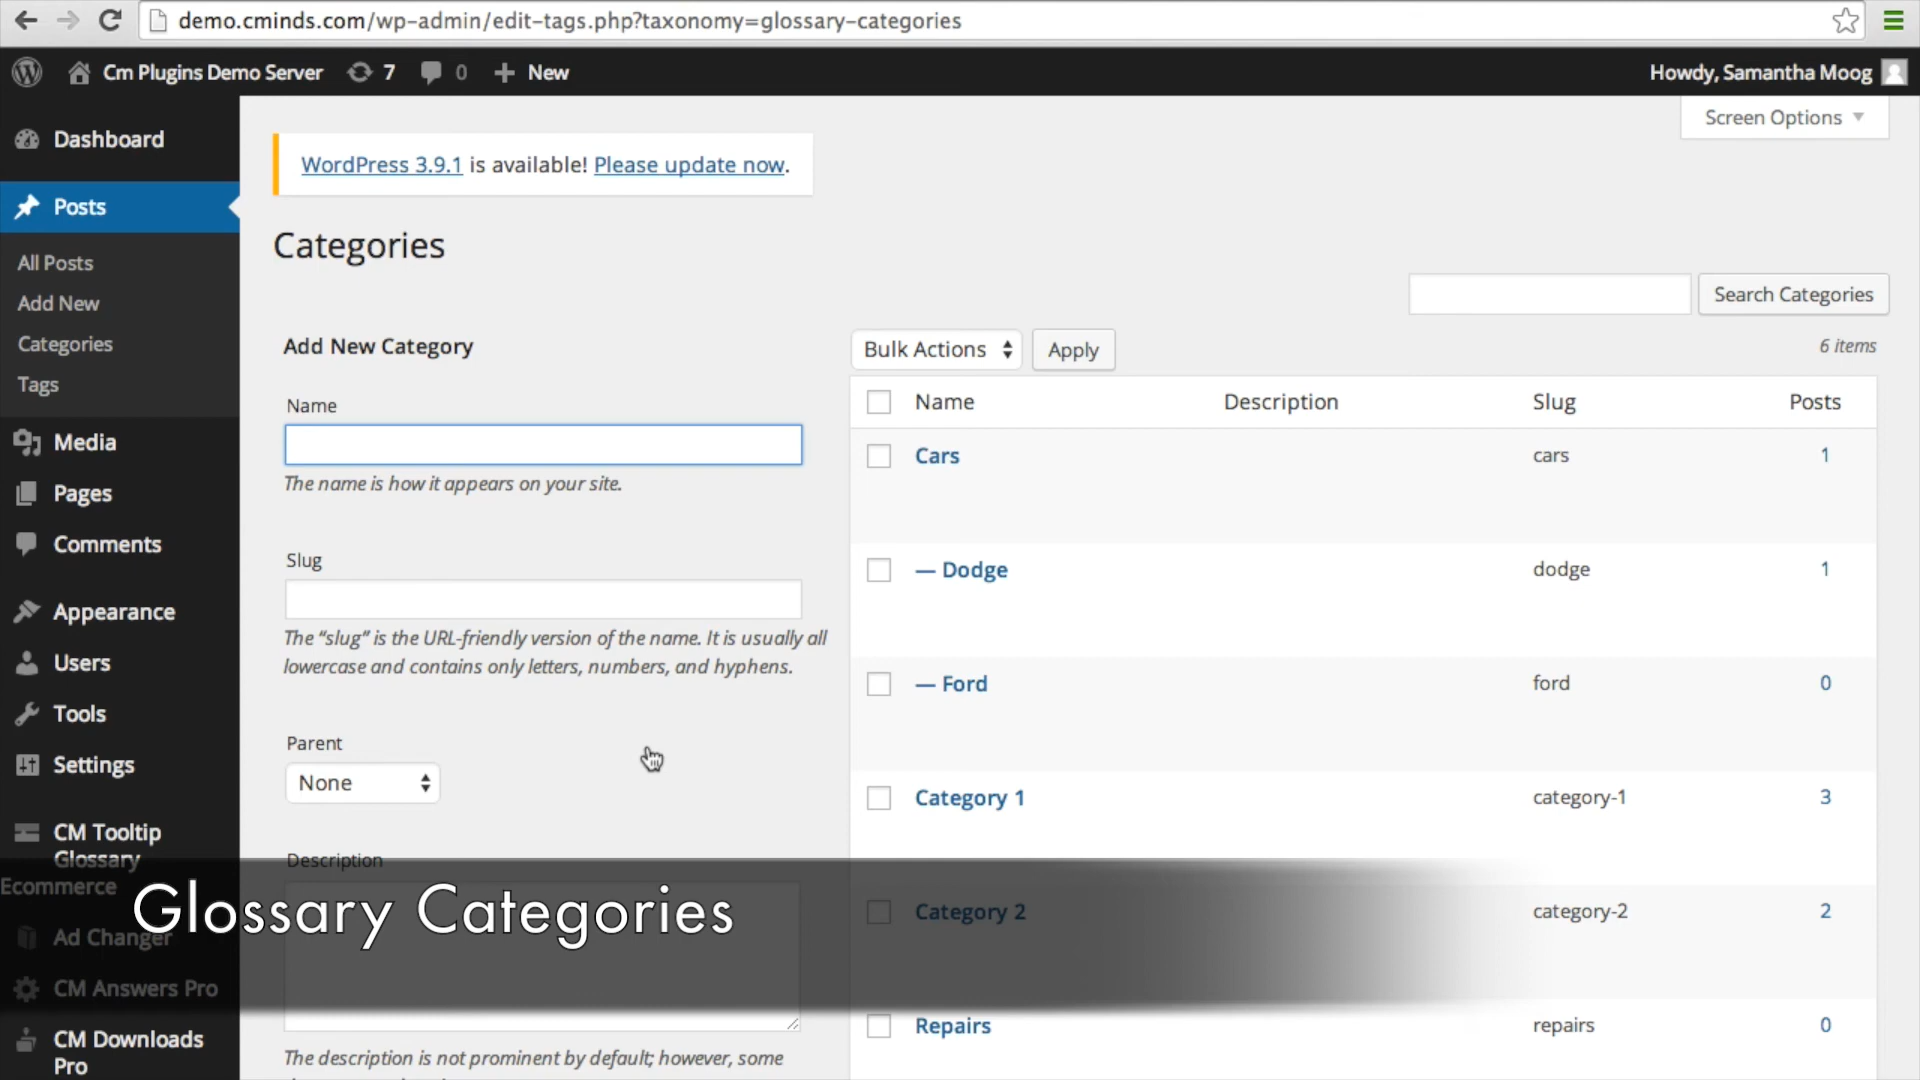 demo.cminds.com/wp-admin/edit-tags.php?taxonomy=glossary-categories
Cm Plugins Demo Server 7 0 New Howdy, Samantha Moog
Screen Options
Dashboard
Posts
All Posts
Add New
Categories
Tags
Media
Pages
Comments
Appearance
Users
Tools
Settings
CM Tooltip
Glossary
Ecommerce
Ad Changer
CM Answers Pro
CM Downloads
Pro
WordPress 3.9.1 is available! Please update now.
Categories
Search Categories
Add New Category
Name
The name is how it appears on your site.
Slug
The “slug” is the URL-friendly version of the name. It is usually all
lowercase and contains only letters, numbers, and hyphens.
Parent
None
Description
The description is not prominent by default; however, some
Bulk Actions Apply 6 items
Name Description Slug Posts
Cars cars 1
— Dodge dodge 1
— Ford ford 0
Category 1 category-1 3
Category 2 category-2 2
Repairs repairs 0
Glossary Categories